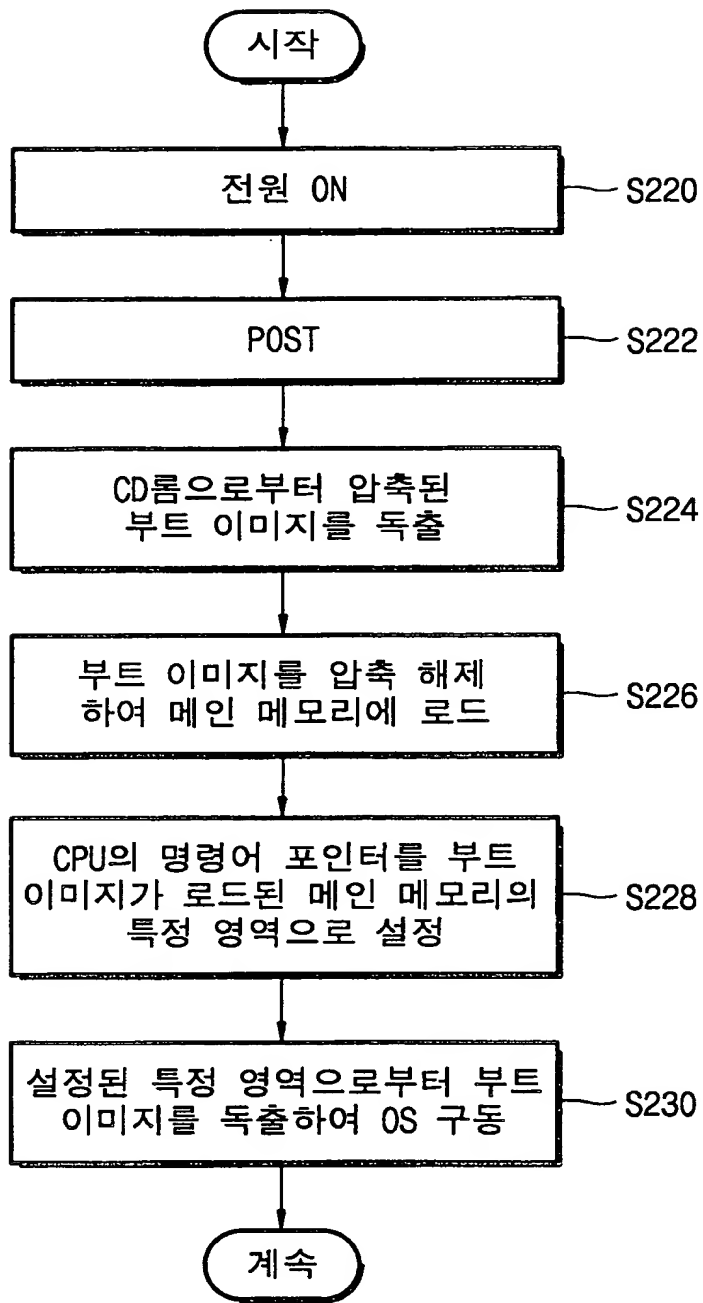 시작
전원 ON
S220
POST
S222
CD롬으로부터 압축된
부트 이미지를 독출
S224
부트 이미지를 압축 해제
하여 메인 메모리에 로드
S226
CPU의 명령어 포인터를 부트
이미지가 로드된 메인 메모리의
특정 영역으로 설정
S228
설정된 특정 영역으로부터 부트
이미지를 독출하여 OS 구동
S230
계속